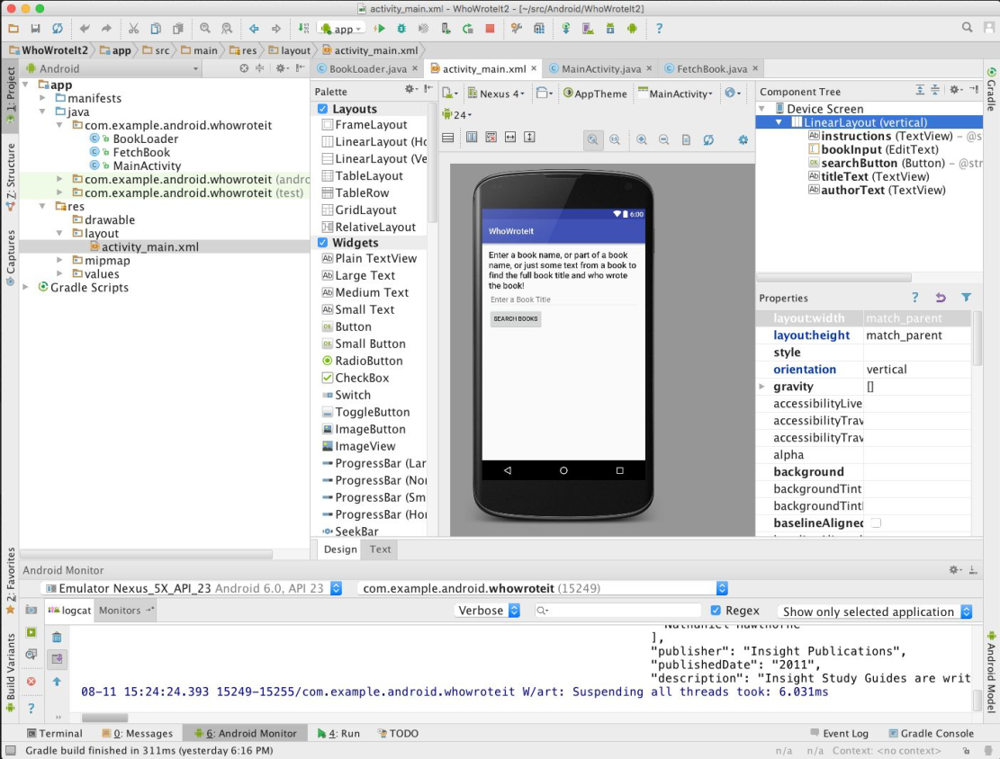 activity_main.xml - WhoWroteIt2 - [~/src/Android/WhoWroteIt2]
app
WhoWroteIt2 app src main res layout activity_main.xml
1: Project
Z: Structure
Captures
2: Favorites
Build Variants
Android
app
manifests
java
com.example.android.whowroteit
BookLoader
FetchBook
MainActivity
com.example.android.whowroteit (andro
com.example.android.whowroteit (test)
res
drawable
layout
activity_main.xml
mipmap
values
Gradle Scripts
BookLoader.java activity_main.xml MainActivity.java FetchBook.java
Palette
Layouts
FrameLayout
LinearLayout (Ho
LinearLayout (Ve
TableLayout
TableRow
GridLayout
RelativeLayout
Widgets
Plain TextView
Large Text
Medium Text
Small Text
Button
Small Button
RadioButton
CheckBox
Switch
ToggleButton
ImageButton
ImageView
ProgressBar (Lar
ProgressBar (No
ProgressBar (Sm
ProgressBar (Ho
SeekBar
Nexus 4 AppTheme MainActivity
24
6:00
WhoWroteIt
Enter a book name, or part of a book
name, or just some text from a book to
find the full book title and who wrote
the book!
Enter a Book Title
SEARCH BOOKS
Design Text
Component Tree
Device Screen
LinearLayout (vertical)
instructions (TextView) – @s
bookInput (EditText)
searchButton (Button) – @str
titleText (TextView)
authorText (TextView)
Properties
layout:width match_parent
layout:height match_parent
style
orientation vertical
gravity []
accessibilityLive
accessibilityTrav
accessibilityTrav
alpha
background
backgroundTint
backgroundTint
baselineAligned
Gradle
Android Model
Android Monitor
Emulator Nexus_5X_API_23 Android 6.0, API 23 com.example.android.whowroteit (15249)
logcat Monitors Verbose Regex Show only selected application
"Nathaniel Hawthorne"
],
"publisher": "Insight Publications",
"publishedDate": "2011",
"description": "Insight Study Guides are writ
08-11 15:24:24.393 15249-15255/com.example.android.whowroteit W/art: Suspending all threads took: 6.031ms
Terminal 0: Messages 6: Android Monitor 4: Run TODO Event Log Gradle Console
Gradle build finished in 311ms (yesterday 6:16 PM) n/a n/a Context: <no context>